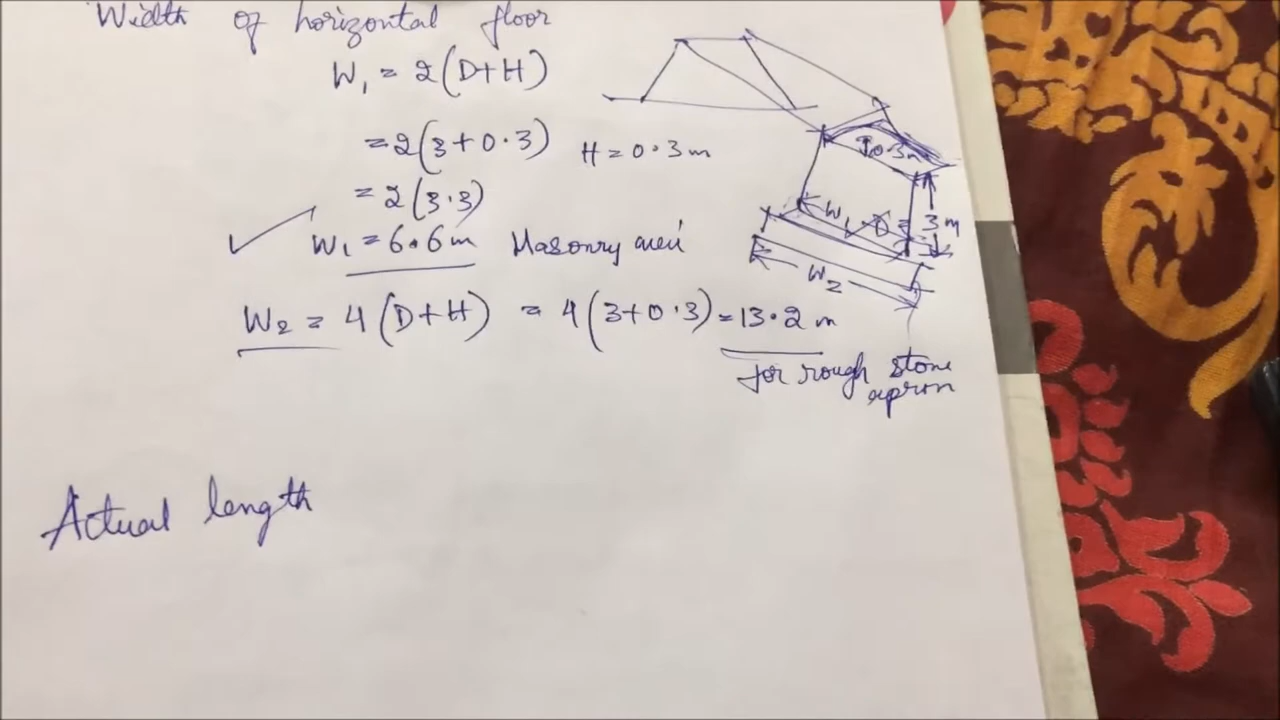 Width of horizontal floor
W₁ = 2(D+H)
= 2(3+0.3) H = 0.3m
= 2(3.3)
W₁ = 6.6m Masonry
W₂ = 4(D+H) = 4(3+0.3) = 13.2 m
for rough stone
apron
0.3m
W₁
3m
W₂
Actual length